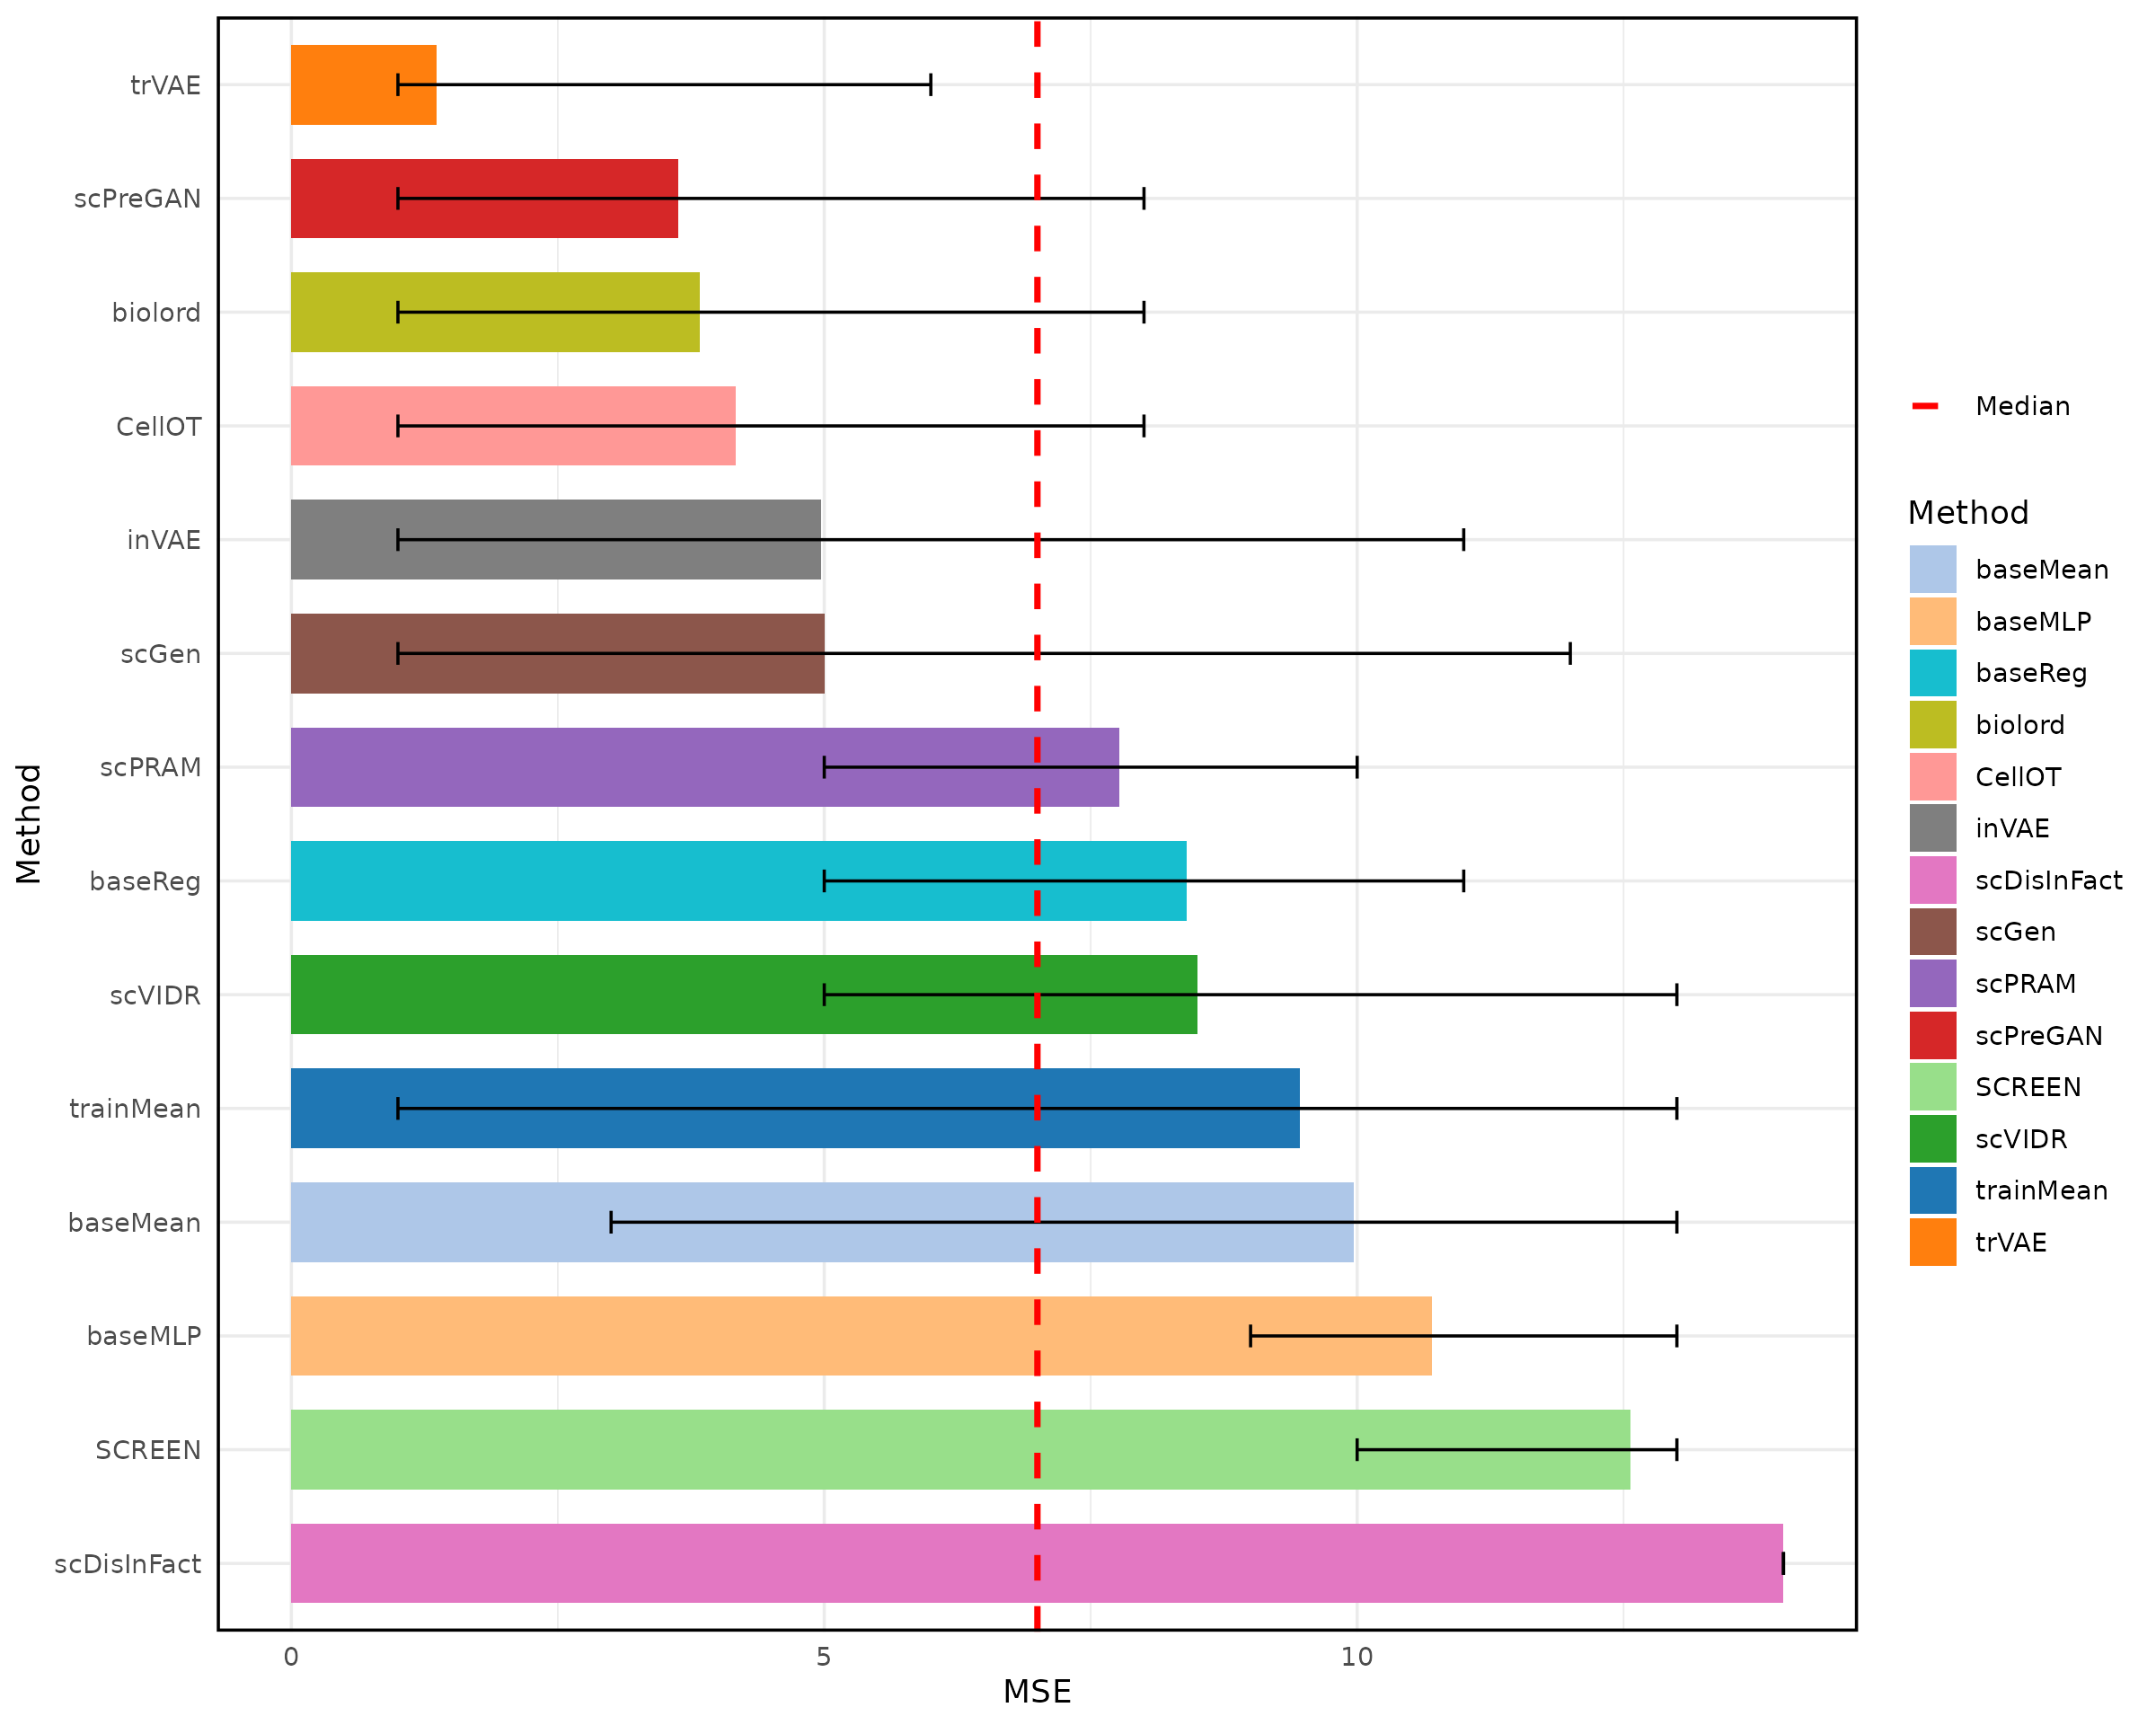 trVAE
scPreGAN
biolord
CellOT
inVAE
scGen
scPRAM
baseReg
scVIDR
trainMean
baseMean
baseMLP
SCREEN
scDisInFact
Method
0 5 10
MSE
Median
Method
baseMean
baseMLP
baseReg
biolord
CellOT
inVAE
scDisInFact
scGen
scPRAM
scPreGAN
SCREEN
scVIDR
trainMean
trVAE